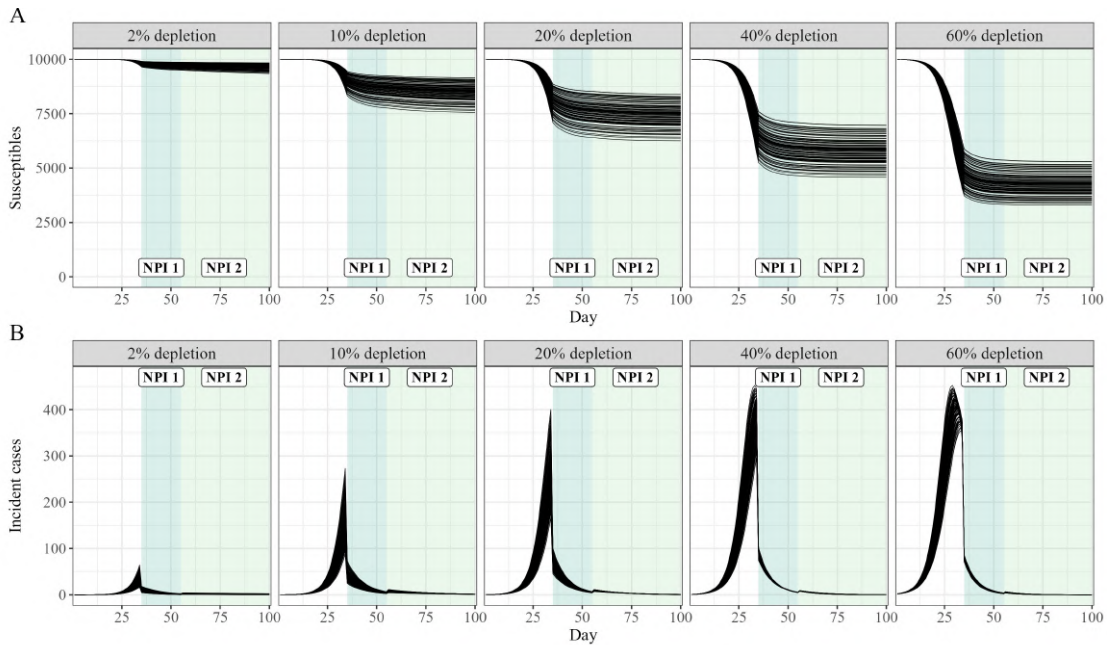 A
2% depletion 10% depletion 20% depletion 40% depletion 60% depletion
10000
7500
5000
2500
0
Susceptibles
NPI 1 NPI 2 NPI 1 NPI 2 NPI 1 NPI 2 NPI 1 NPI 2 NPI 1 NPI 2
25 50 75 100 25 50 75 100 25 50 75 100 25 50 75 100 25 50 75 100
Day
B
2% depletion 10% depletion 20% depletion 40% depletion 60% depletion
NPI 1 NPI 2 NPI 1 NPI 2 NPI 1 NPI 2 NPI 1 NPI 2 NPI 1 NPI 2
400
300
200
100
0
Incident cases
25 50 75 100 25 50 75 100 25 50 75 100 25 50 75 100 25 50 75 100
Day